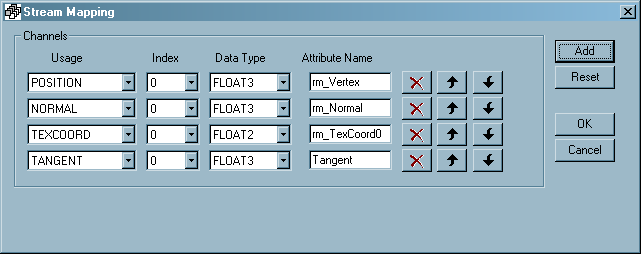 Stream Mapping
Channels
Usage Index Data Type Attribute Name
POSITION 0 FLOAT3 rm_Vertex
NORMAL 0 FLOAT3 rm_Normal
TEXCOORD 0 FLOAT2 rm_TexCoord0
TANGENT 0 FLOAT3 Tangent
Add
Reset
OK
Cancel